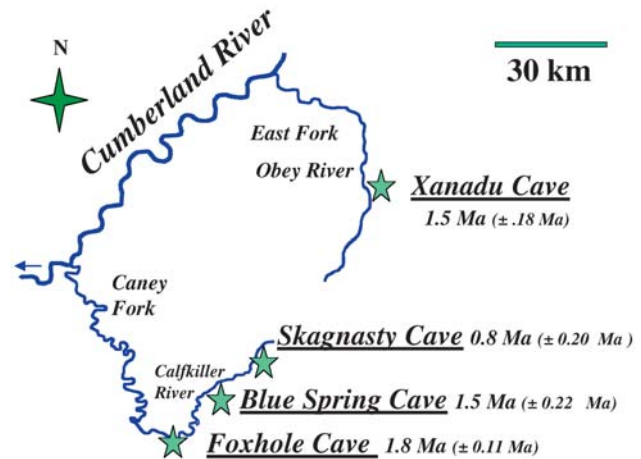 N
Cumberland River
30 km
East Fork
Obey River
Xanadu Cave
1.5 Ma (± .18 Ma)
Caney
Fork
Skagnasty Cave 0.8 Ma (± 0.20 Ma )
Calfkiller
River
Blue Spring Cave 1.5 Ma (± 0.22 Ma)
Foxhole Cave 1.8 Ma (± 0.11 Ma)